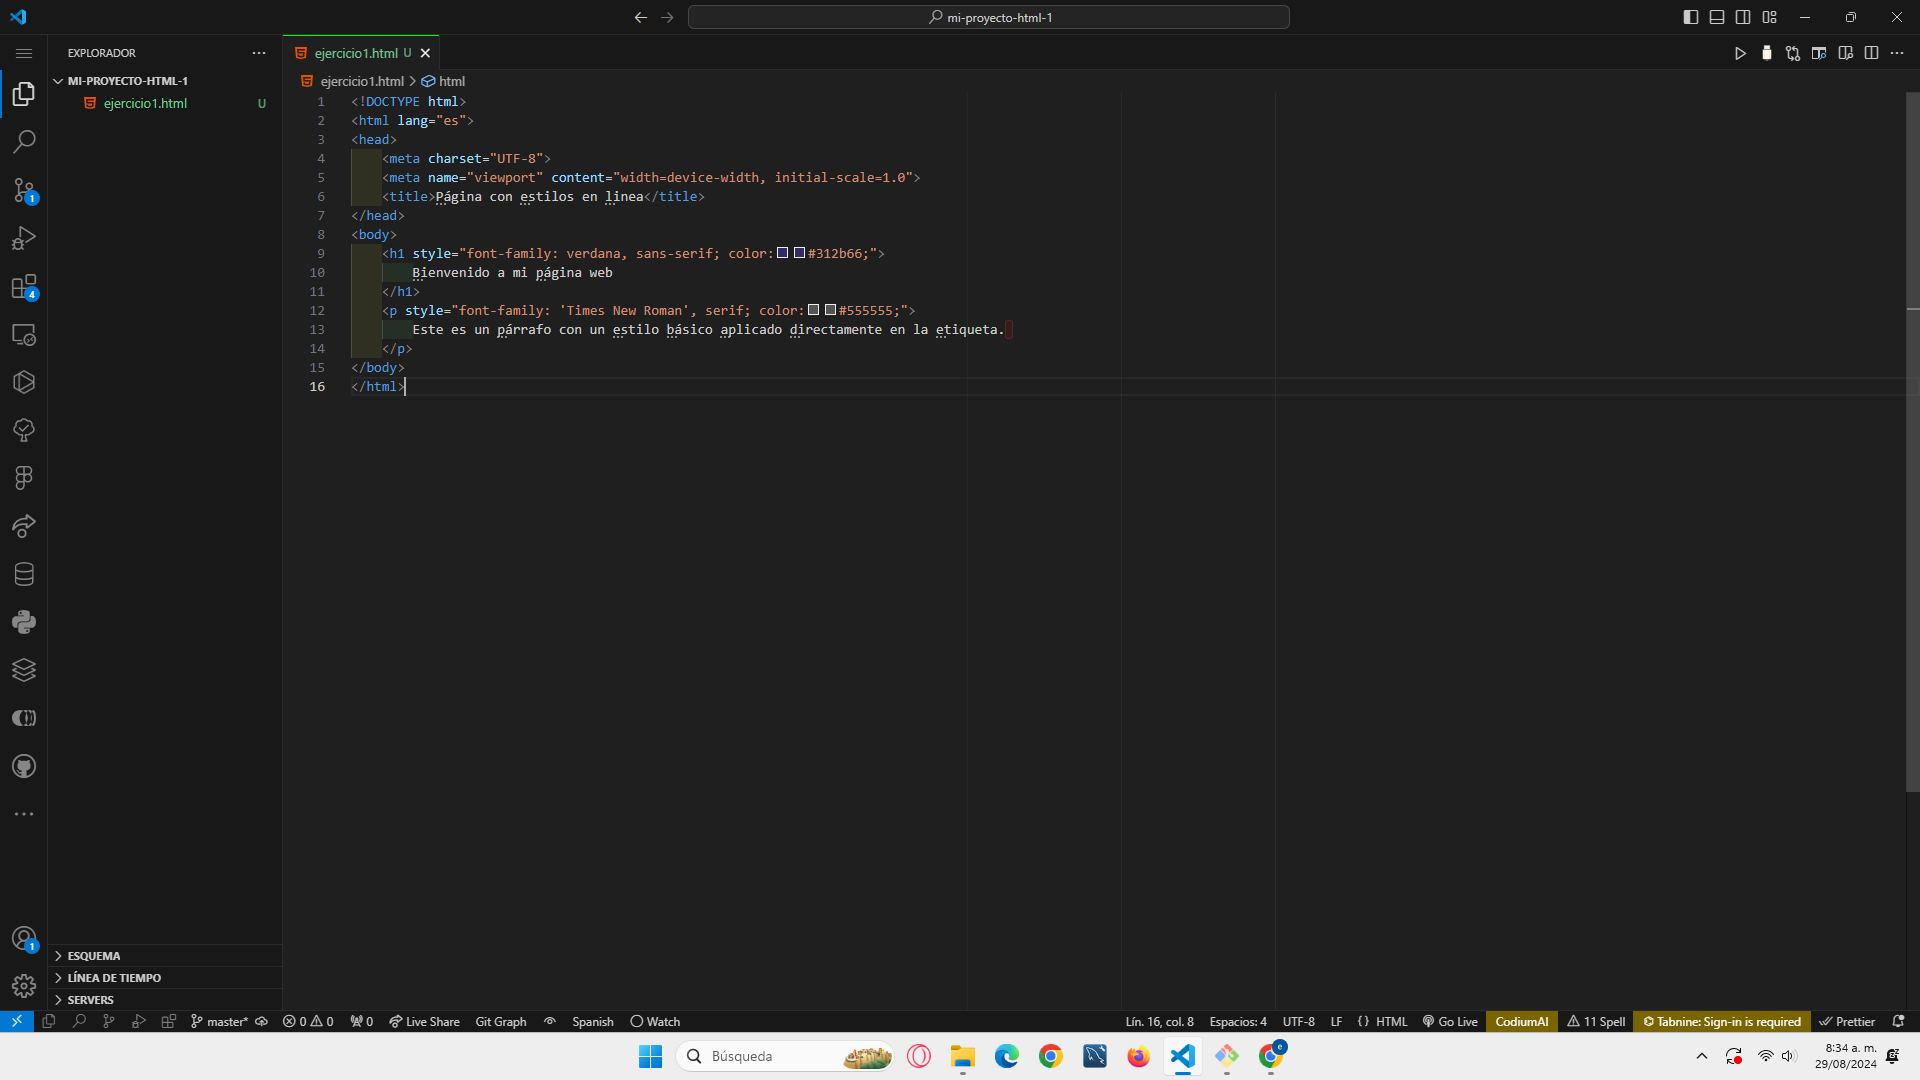 mi-proyecto-html-1
EXPLORADOR
MI-PROYECTO-HTML-1
ejercicio1.html U
ejercicio1.html U
ejercicio1.html > html
1 <!DOCTYPE html>
2 <html lang="es">
3 <head>
4 <meta charset="UTF-8">
5 <meta name="viewport" content="width=device-width, initial-scale=1.0">
6 <title>Página con estilos en linea</title>
7 </head>
8 <body>
9 <h1 style="font-family: verdana, sans-serif; color:#312b66;">
10 Bienvenido a mi página web
11 </h1>
12 <p style="font-family: 'Times New Roman', serif; color:#555555;">
13 Este es un párrafo con un estilo básico aplicado directamente en la etiqueta.
14 </p>
15 </body>
16 </html>
1
4
1
ESQUEMA
LÍNEA DE TIEMPO
SERVERS
master* 0 0 0 Live Share Git Graph Spanish Watch Lín. 16, col. 8 Espacios: 4 UTF-8 LF {} HTML Go Live CodiumAI 11 Spell Tabnine: Sign-in is required Prettier
Búsqueda
e
8:34 a. m.
29/08/2024